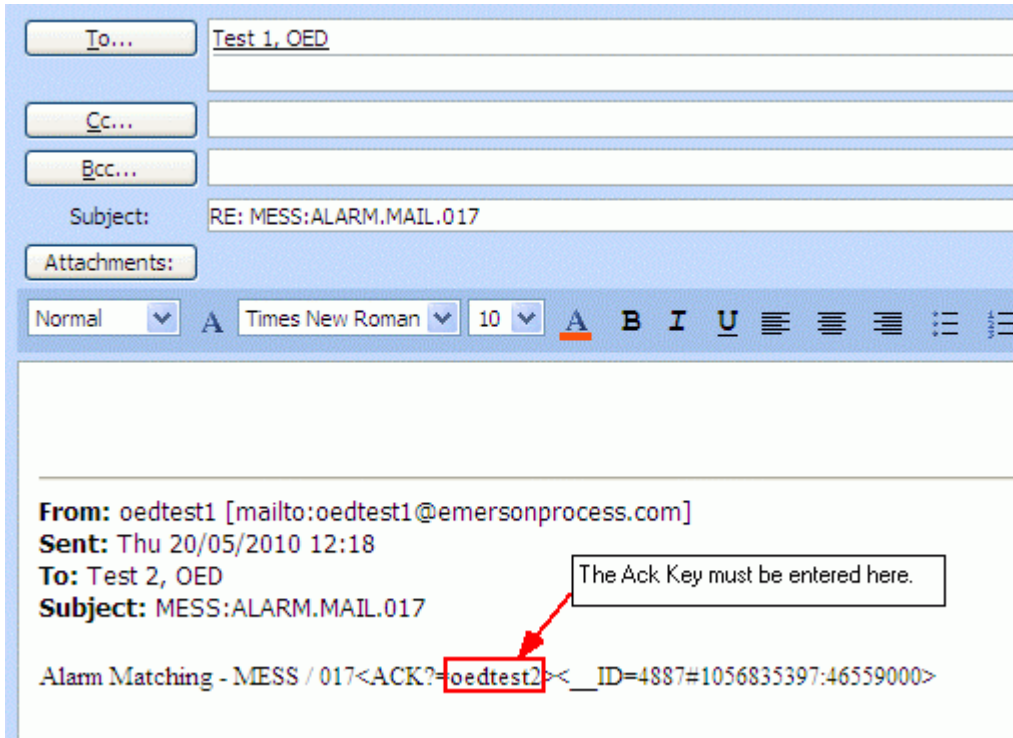 To...
Test 1, OED
Cc...
Bcc...
Subject:
RE: MESS:ALARM.MAIL.017
Attachments:
Normal A Times New Roman 10 A B I U
From: oedtest1 [mailto:oedtest1@emersonprocess.com]
Sent: Thu 20/05/2010 12:18
To: Test 2, OED
The Ack Key must be entered here.
Subject: MESS:ALARM.MAIL.017
Alarm Matching - MESS / 017<ACK?=oedtest2><__ID=4887#1056835397:46559000>